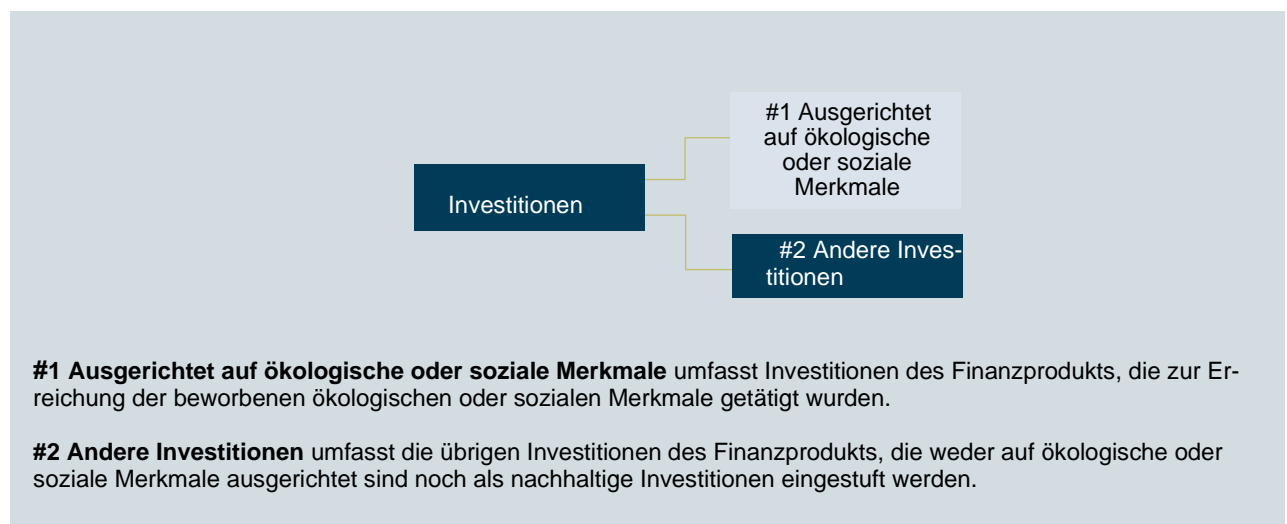 #1 Ausgerichtet
auf ökologische
oder soziale
Merkmale
Investitionen
#2 Andere Inves-
titionen
#1 Ausgerichtet auf ökologische oder soziale Merkmale umfasst Investitionen des Finanzprodukts, die zur Er-
reichung der beworbenen ökologischen oder sozialen Merkmale getätigt wurden.
#2 Andere Investitionen umfasst die übrigen Investitionen des Finanzprodukts, die weder auf ökologische oder
soziale Merkmale ausgerichtet sind noch als nachhaltige Investitionen eingestuft werden.